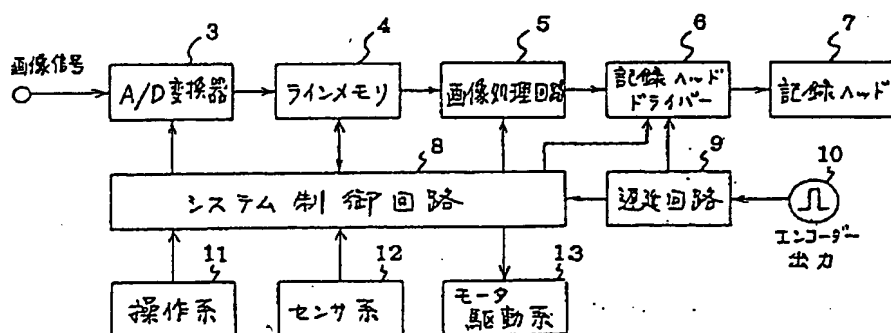 3
4
5
6
7
画像信号
A/D変換器
ラインメモリ
画像処理回路
記録ヘッド
ドライバー
記録ヘッド
8
9
10
システム制御回路
遅延回路
エンコーダー
出力
11
12
13
操作系
センサ系
モータ
駆動系